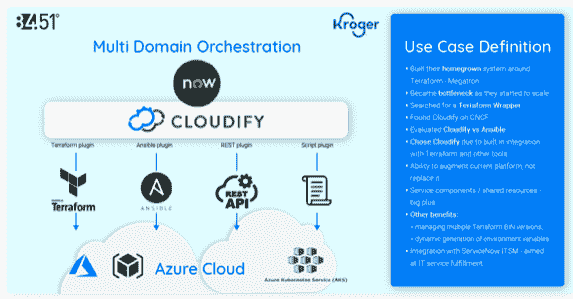 84.51°
Kroger
Multi Domain Orchestration
now
CLOUDIFY
Terraform plugin
Ansible plugin
REST plugin
Script plugin
Terraform
ANSIBLE
REST
API
Azure Cloud
Azure Kubernetes Service (AKS)
Use Case Definition
• Built their homegrown system around
Terraform - Megatron
• Became bottleneck as they started to scale
• Searched for a Terraform Wrapper
• Found Cloudify on CNCF
• Evaluated Cloudify vs Ansible
• Chose Cloudify due to built in integration
with Terraform and other tools
• Ability to augment current platform, not
replace it
• Service components / shared resources -
big plus
• Other benefits:
- managing multiple Terraform BIN versions,
- dynamic generation of environment variables
• Integration with ServiceNow ITSM - aimed
at IT service fulfillment